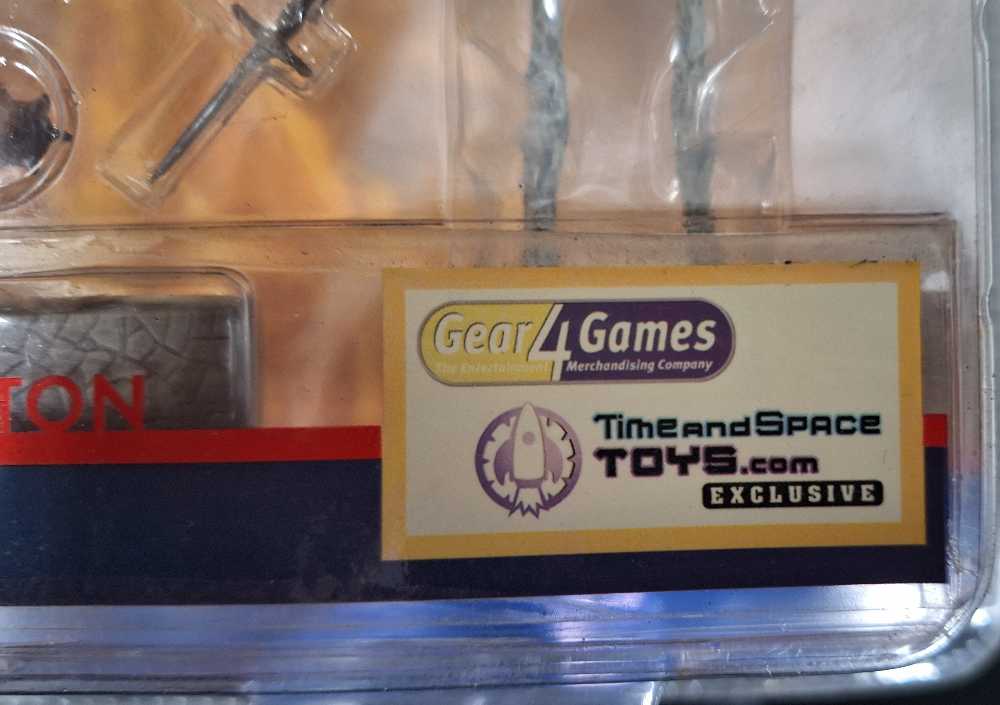 Gear4Games
The Entertainment Merchandising Company
TimeandSpace
TOYS.com
EXCLUSIVE
TON